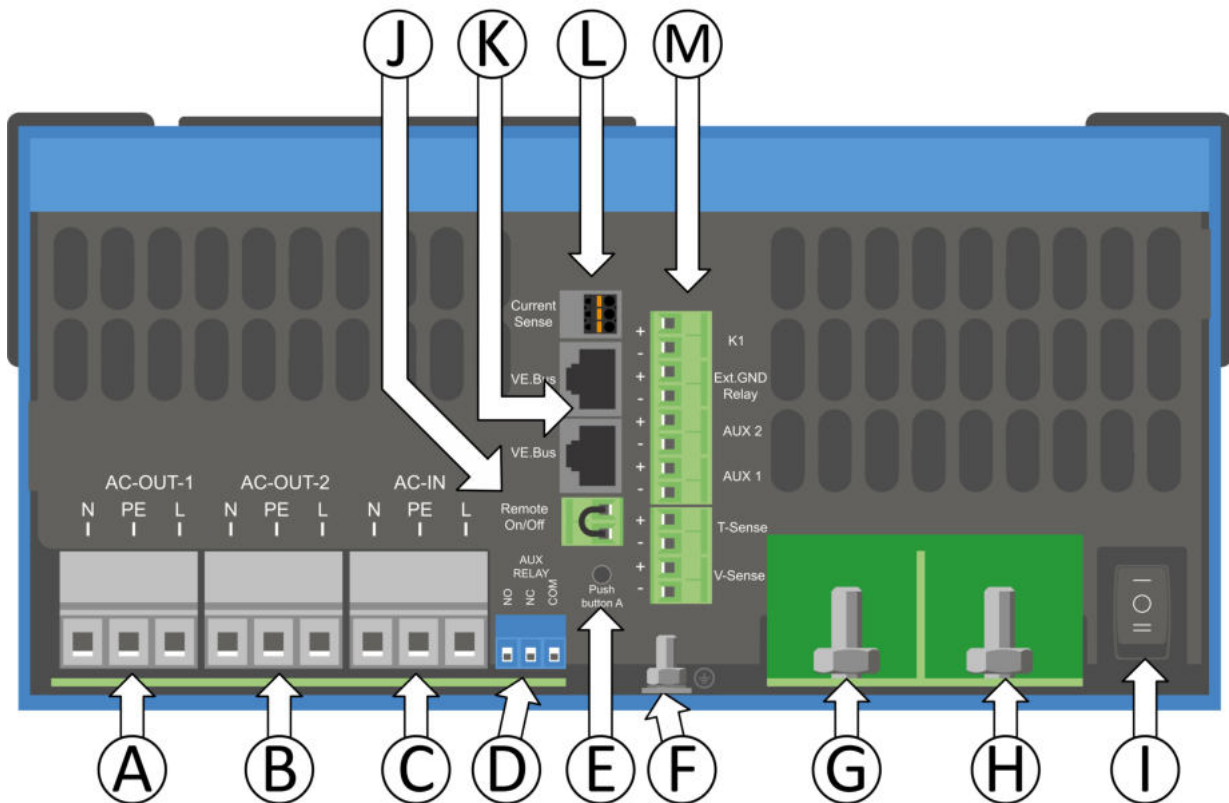 J K L M
Current
Sense
VE.Bus
VE.Bus
Remote
On/Off
+
-
K1
+
-
Ext.GND
Relay
+
-
AUX 2
+
-
AUX 1
+
-
T-Sense
+
-
V-Sense
AC-OUT-1
N PE L
AC-OUT-2
N PE L
AC-IN
N PE L
AUX
RELAY
NO
NC
COM
Push
button A
A B C D E F G H I